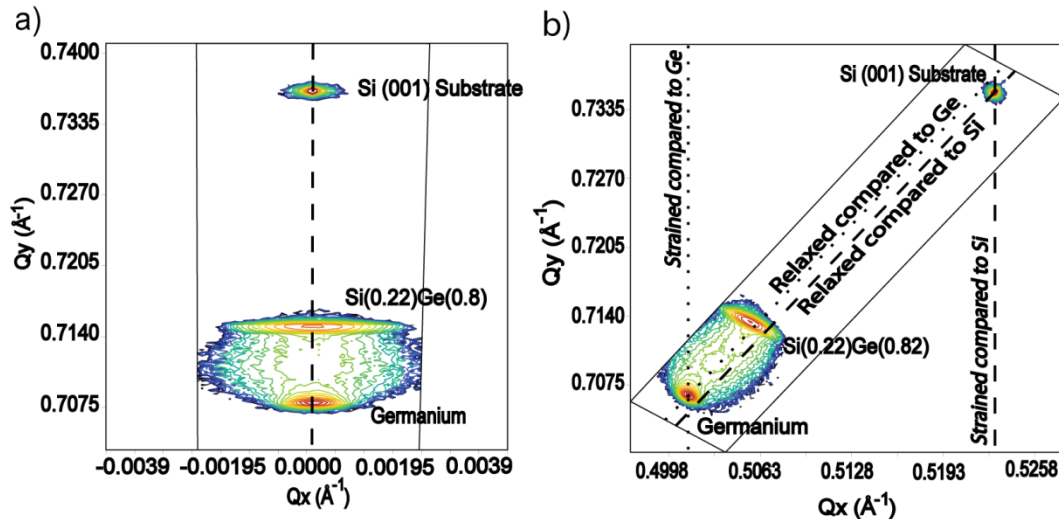 a)
0.7400
0.7335
0.7270
0.7205
0.7140
0.7075
Qy (Å⁻¹)
Si (001) Substrate
Si(0.22)Ge(0.8)
Germanium
-0.0039 -0.00195 0.0000 0.00195 0.0039
Qx (Å⁻¹)
b)
0.7335
0.7270
0.7205
0.7140
0.7075
Qy (Å⁻¹)
Strained compared to Ge
Si (001) Substrate
Relaxed compared to Ge
Relaxed compared to Si
Strained compared to Si
Si(0.22)Ge(0.82)
Germanium
0.4998 0.5063 0.5128 0.5193 0.5258
Qx (Å⁻¹)